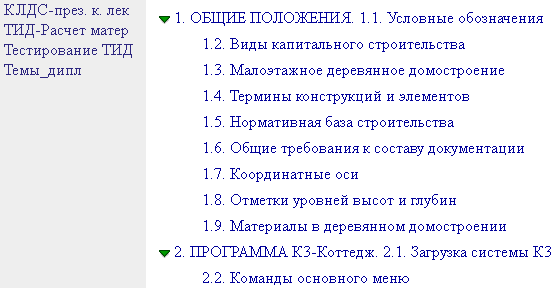 КЛДС-през. к. лек
ТИД-Расчет матер
Тестирование ТИД
Темы_дипл
1. ОБЩИЕ ПОЛОЖЕНИЯ. 1.1. Условные обозначения
1.2. Виды капитального строительства
1.3. Малоэтажное деревянное домостроение
1.4. Термины конструкций и элементов
1.5. Нормативная база строительства
1.6. Общие требования к составу документации
1.7. Координатные оси
1.8. Отметки уровней высот и глубин
1.9. Материалы в деревянном домостроении
2. ПРОГРАММА К3-Коттедж. 2.1. Загрузка системы К3
2.2. Команды основного меню